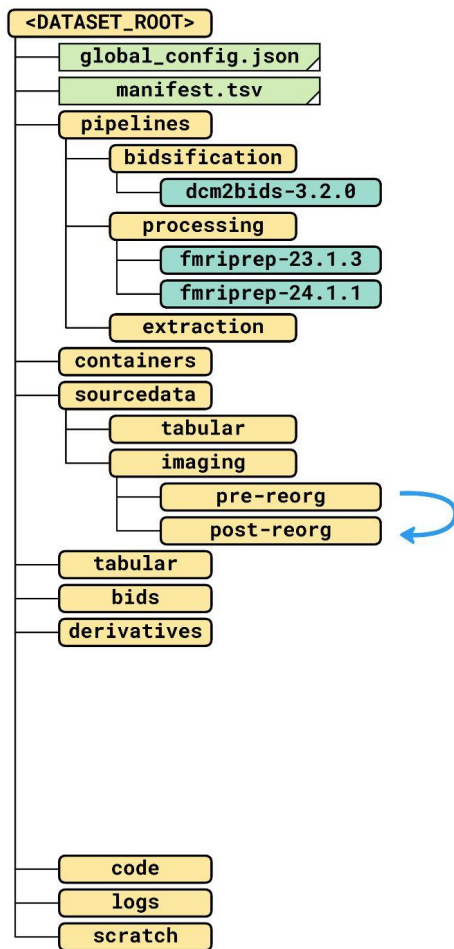 <DATASET_ROOT>
global_config.json
manifest.tsv
pipelines
bidsification
dcm2bids-3.2.0
processing
fmriprep-23.1.3
fmriprep-24.1.1
extraction
containers
sourcedata
tabular
imaging
pre-reorg
post-reorg
tabular
bids
derivatives
code
logs
scratch